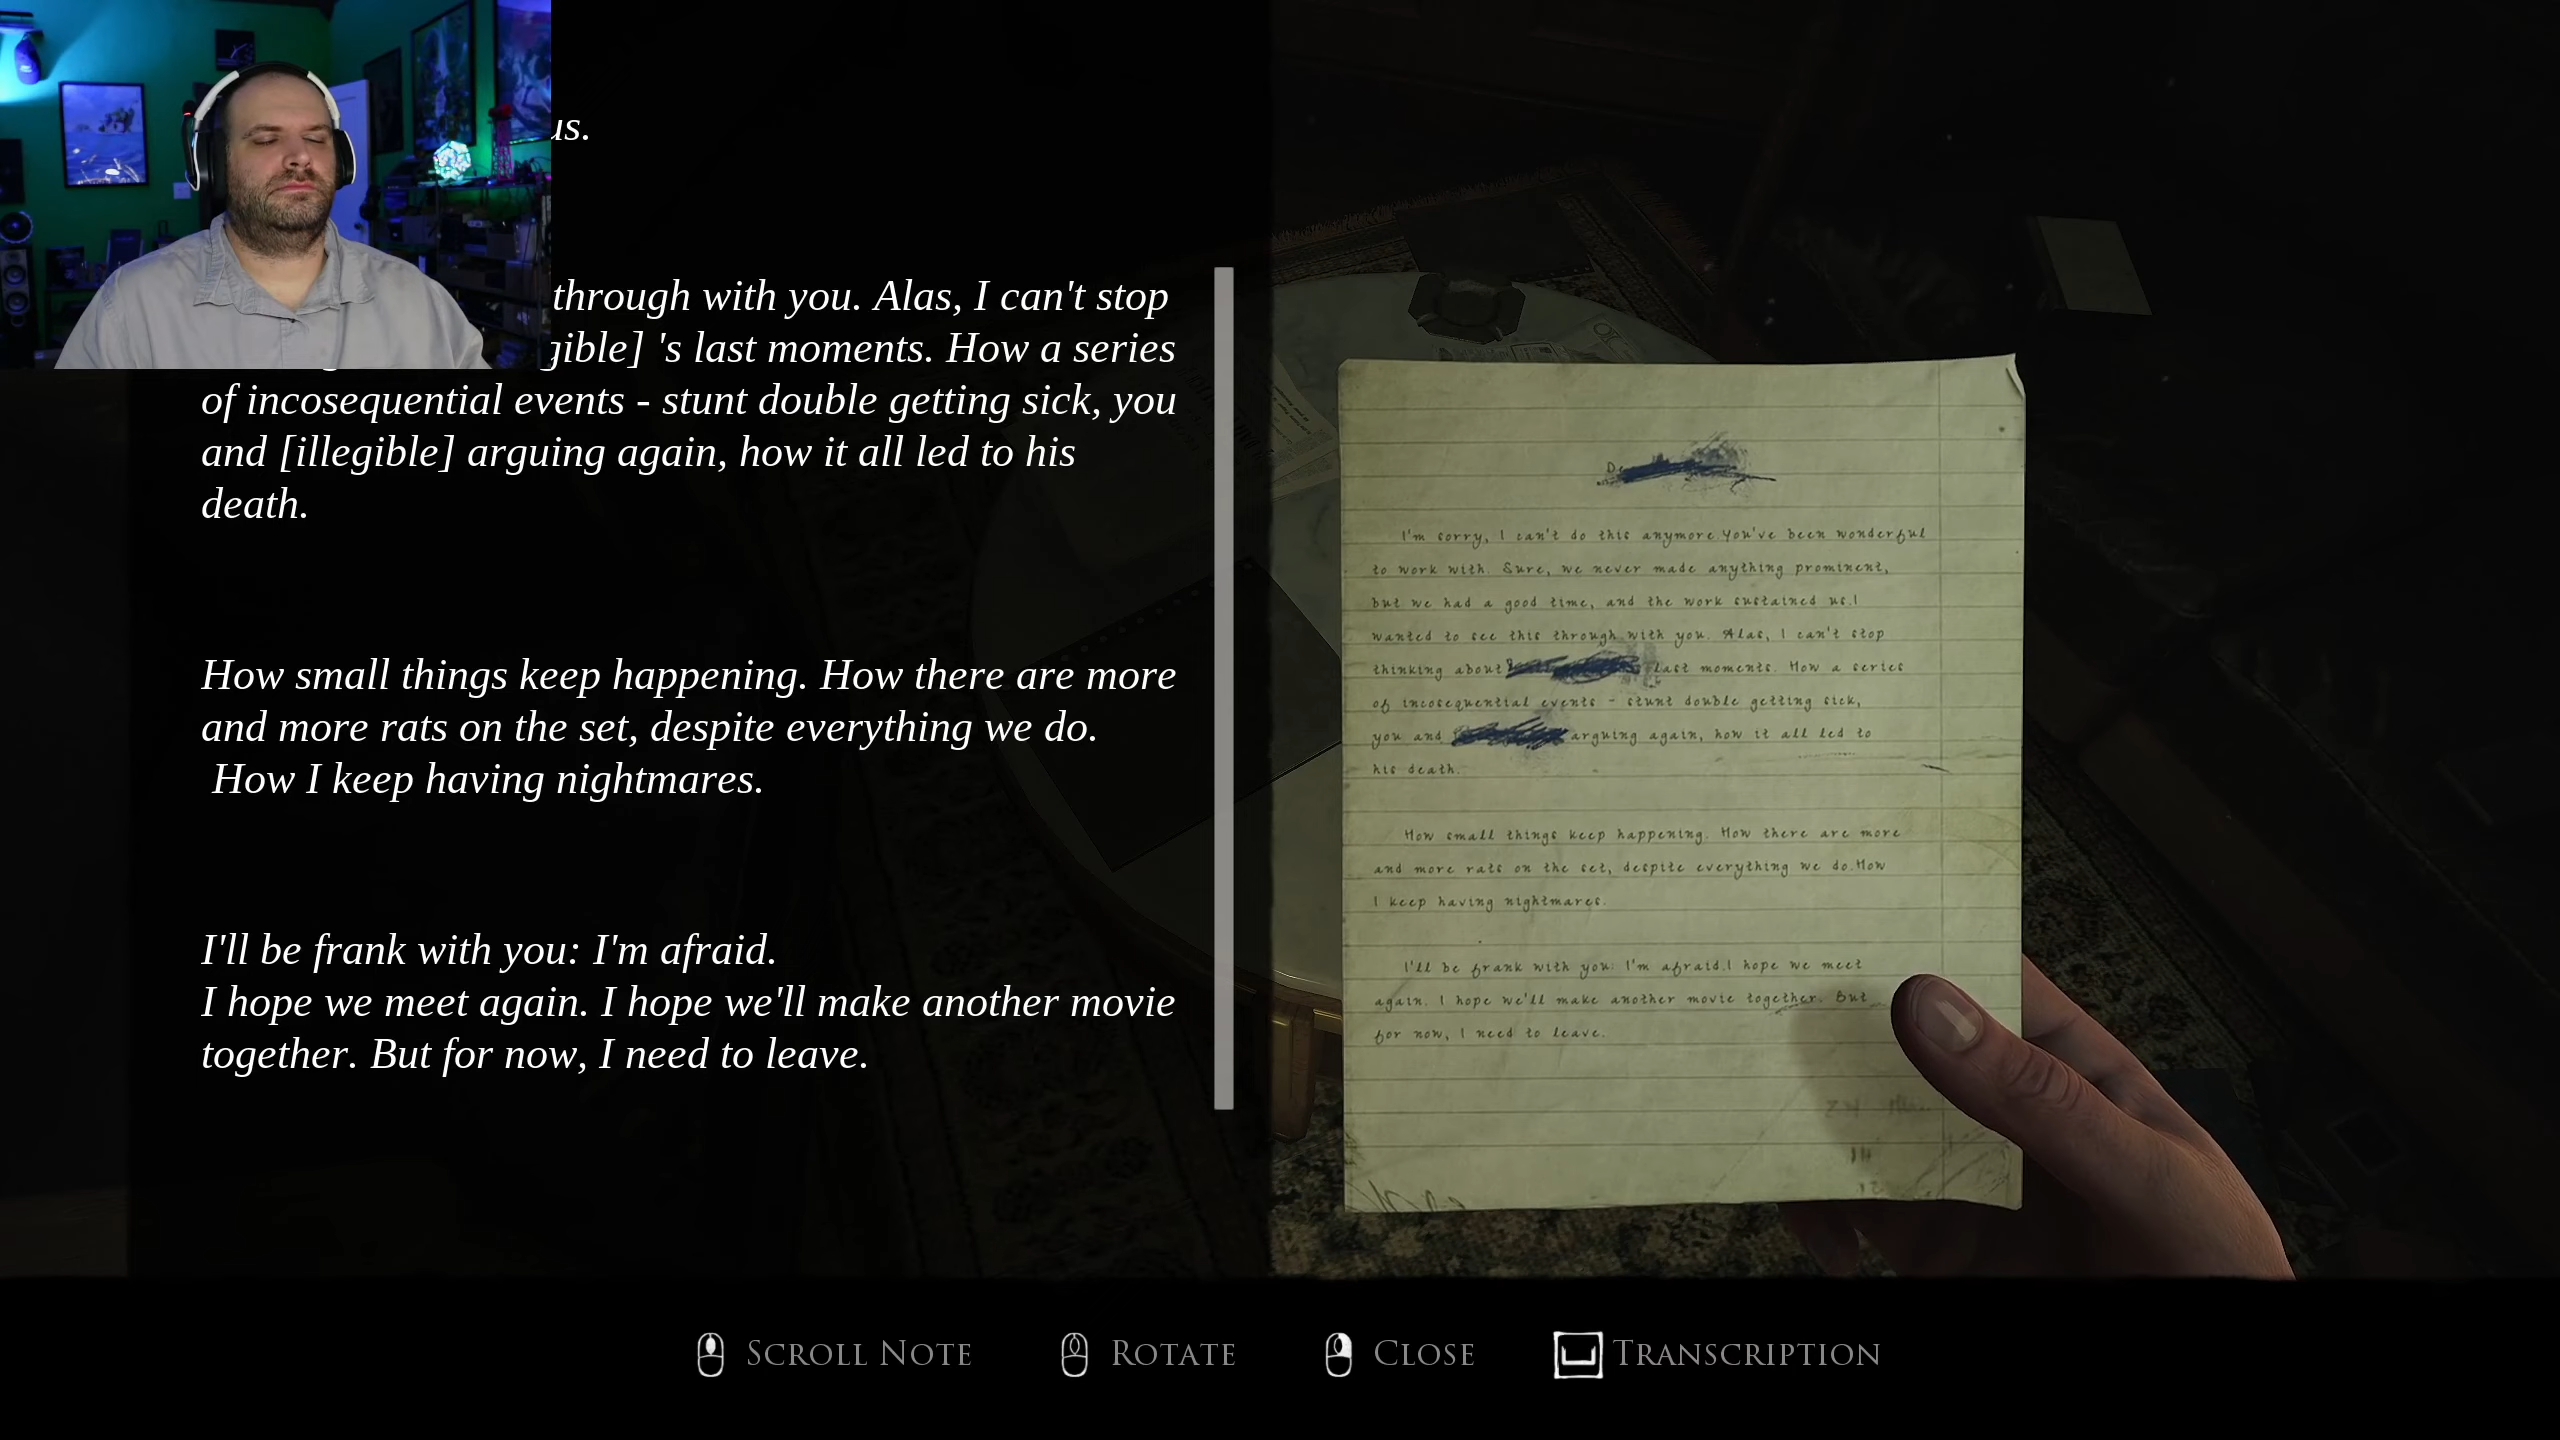 us.
through with you. Alas, I can't stop
gible] 's last moments. How a series
of incosequential events - stunt double getting sick, you
and [illegible] arguing again, how it all led to his
death.
How small things keep happening. How there are more
and more rats on the set, despite everything we do.
How I keep having nightmares.
I'll be frank with you: I'm afraid.
I hope we meet again. I hope we'll make another movie
together. But for now, I need to leave.
I'm sorry, I can't do this anymore.You've been wonderful
to work with. Sure, we never made anything prominent,
but we had a good time, and the work sustained us.I
wanted to see this through with you. Alas, I can't stop
thinking about last moments. How a series
of incosequential events - stunt double getting sick,
you and arguing again, how it all led to
his death.
How small things keep happening. How there are more
and more rats on the set, despite everything we do.How
I keep having nightmares.
I'll be frank with you: I'm afraid.I hope we meet
again. I hope we'll make another movie together. But
for now, I need to leave.
Scroll Note
Rotate
Close
Transcription